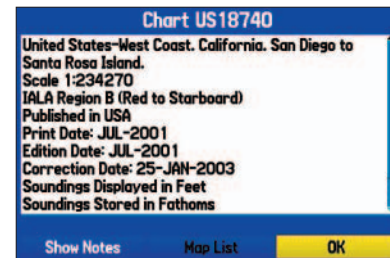 Chart US18740
United States-West Coast. California. San Diego to
Santa Rosa Island.
Scale 1:234270
IALA Region B (Red to Starboard)
Published in USA
Print Date: JUL-2001
Edition Date: JUL-2001
Correction Date: 25-JAN-2003
Soundings Displayed in Feet
Soundings Stored in Fathoms
Show Notes Map List OK